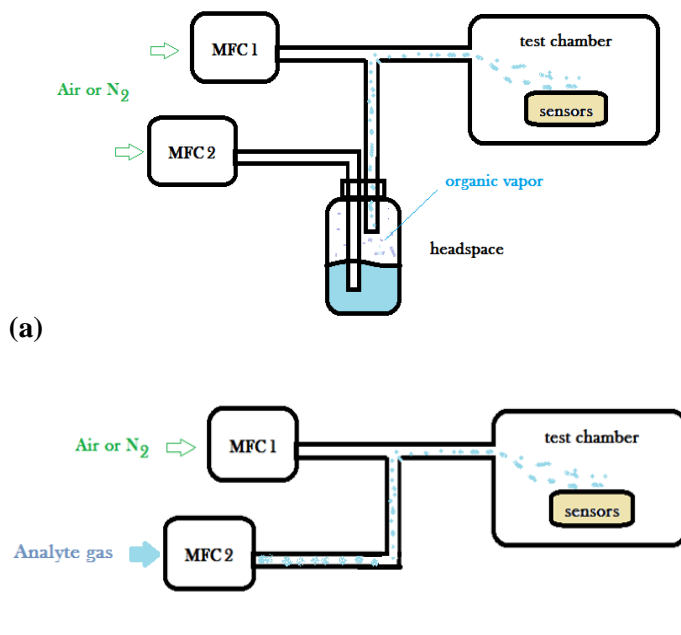 MFC 1
test chamber
Air or N2
sensors
MFC 2
organic vapor
headspace
(a)
Air or N2
MFC 1
test chamber
sensors
Analyte gas
MFC 2